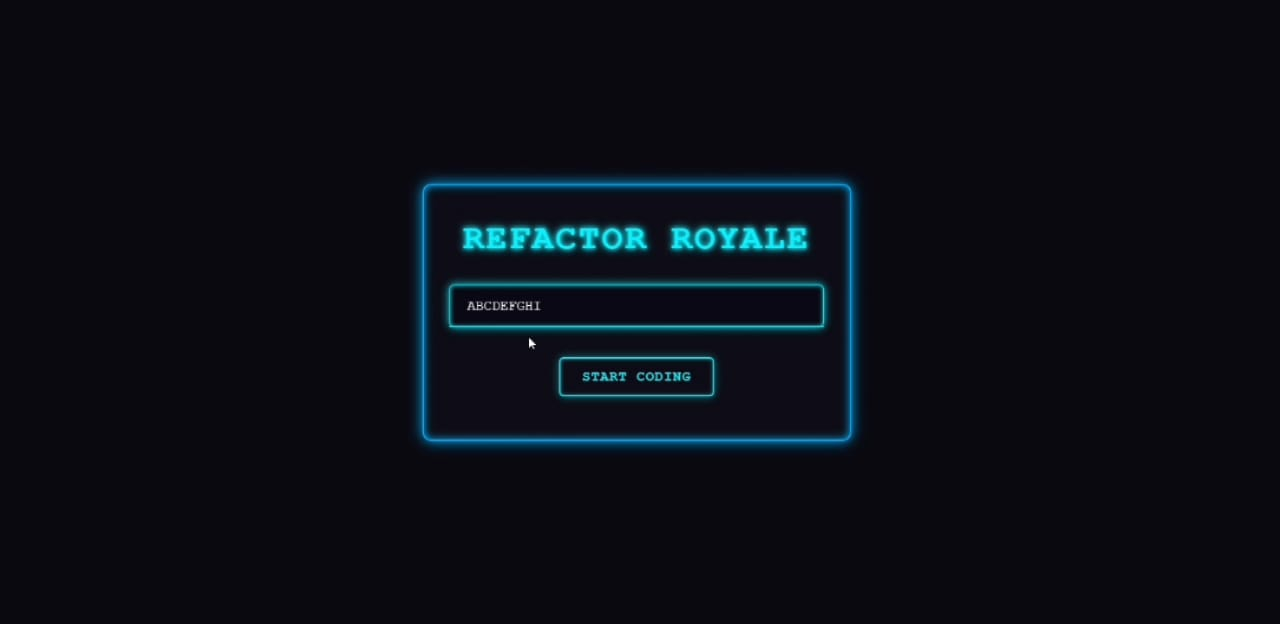 REFACTOR ROYALE
ABCDEFGHI
START CODING